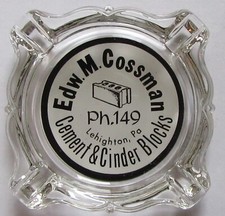 Edw. M. Cossman
Ph. 149
Lehighton, Pa
Cement & Cinder Blocks